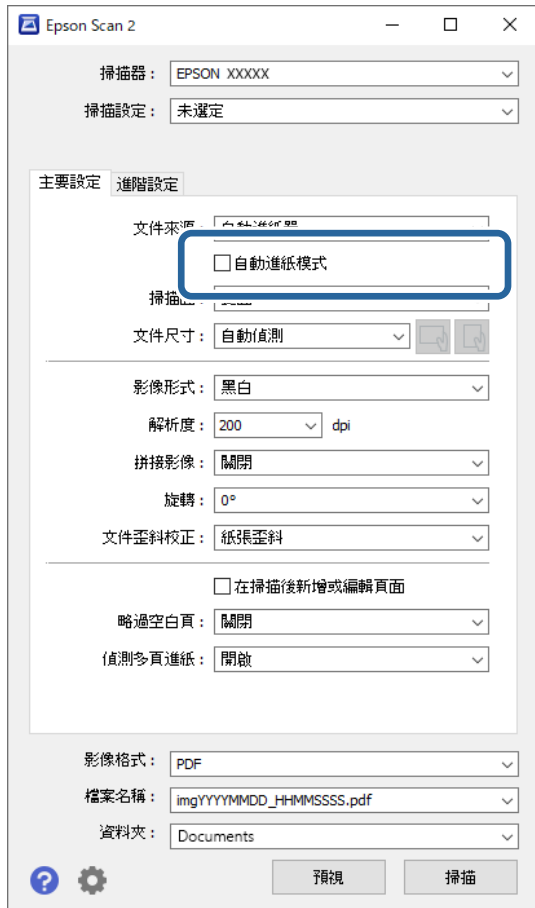 Epson Scan 2
掃描器： EPSON XXXXX
掃描設定： 未選定
主要設定 進階設定
文件來源：
自動進紙模式
文件尺寸： 自動偵測
影像形式： 黑白
解析度： 200 dpi
拼接影像： 關閉
旋轉： 0°
文件歪斜校正： 紙張歪斜
在掃描後新增或編輯頁面
略過空白頁： 關閉
偵測多頁進紙： 開啟
影像格式： PDF
檔案名稱： imgYYYYMMDD_HHMMSSSS.pdf
資料夾： Documents
預視 掃描